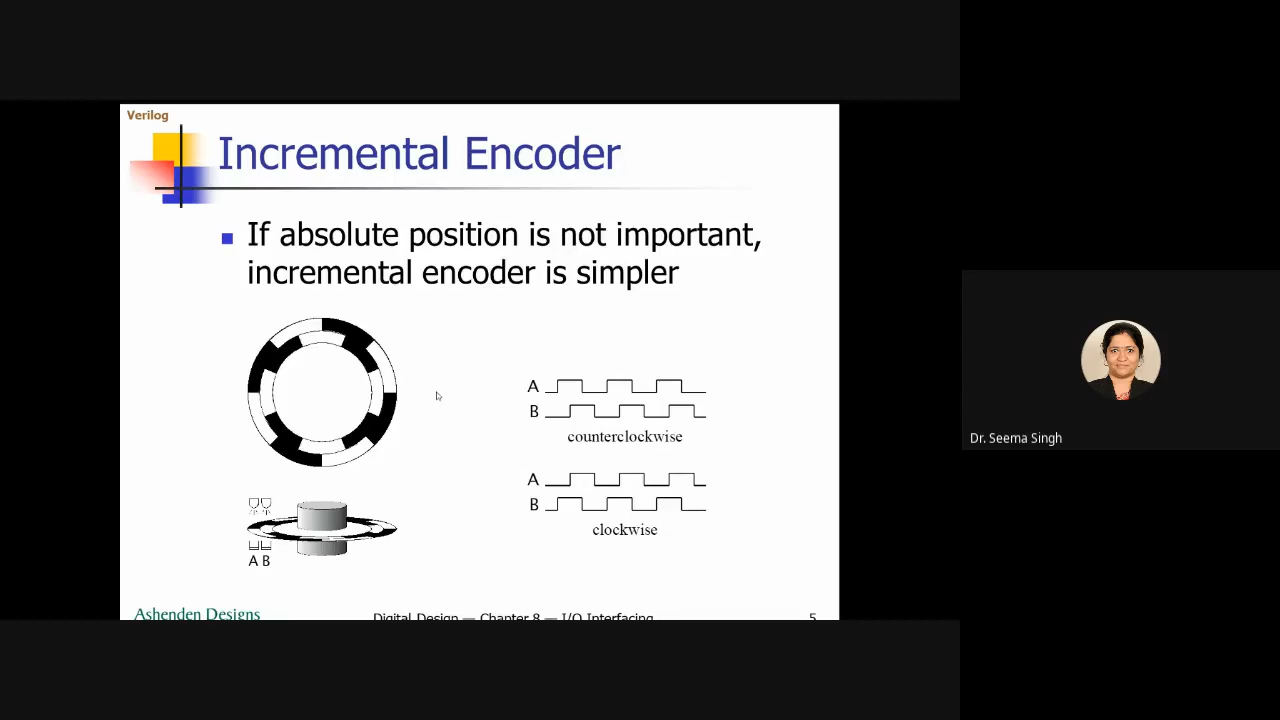 Verilog
Incremental Encoder
If absolute position is not important,
incremental encoder is simpler
A
B
counterclockwise
A
B
clockwise
A B
Ashenden Designs
Digital Design — Chapter 8 — I/O Interfacing
5
Dr. Seema Singh